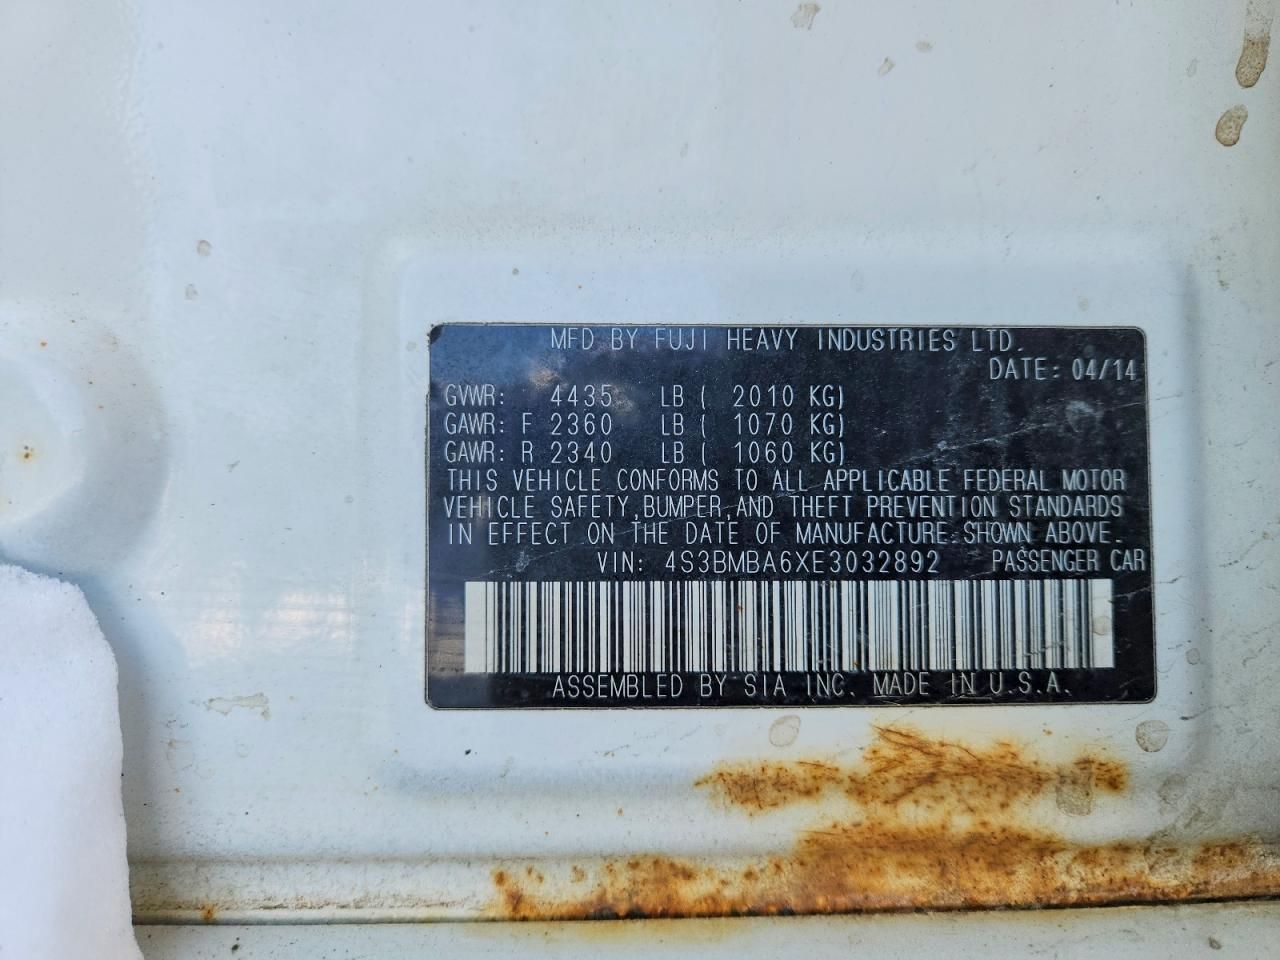 MFD BY FUJI HEAVY INDUSTRIES LTD.
DATE: 04/14
GVWR: 4435 LB ( 2010 KG)
GAWR: F 2360 LB ( 1070 KG)
GAWR: R 2340 LB ( 1060 KG)
THIS VEHICLE CONFORMS TO ALL APPLICABLE FEDERAL MOTOR
VEHICLE SAFETY, BUMPER, AND THEFT PREVENTION STANDARDS
IN EFFECT ON THE DATE OF MANUFACTURE SHOWN ABOVE.
VIN: 4S3BMBA6XE3032892 PASSENGER CAR
ASSEMBLED BY SIA INC. MADE IN U.S.A.